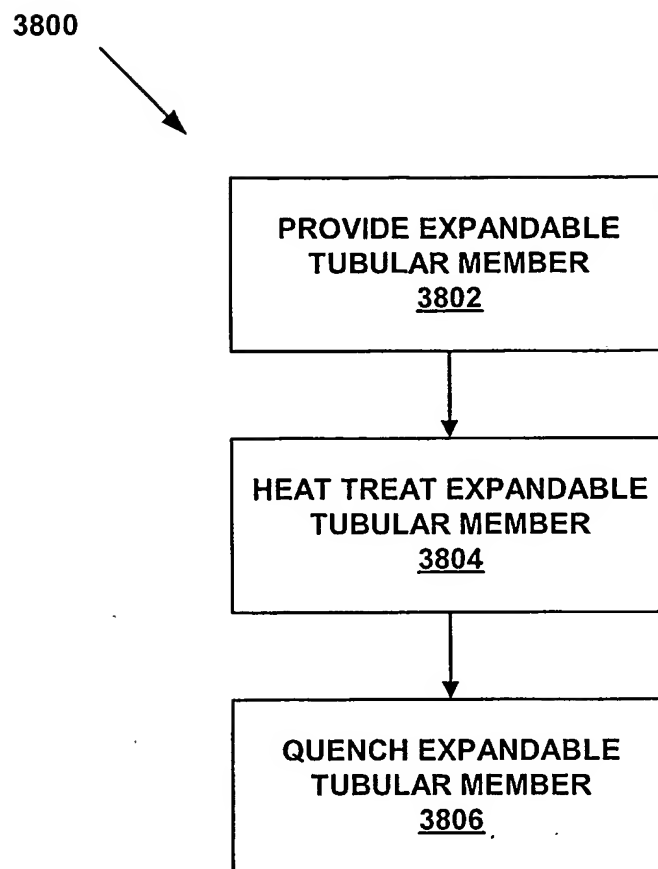 3800
PROVIDE EXPANDABLE
TUBULAR MEMBER
3802
HEAT TREAT EXPANDABLE
TUBULAR MEMBER
3804
QUENCH EXPANDABLE
TUBULAR MEMBER
3806